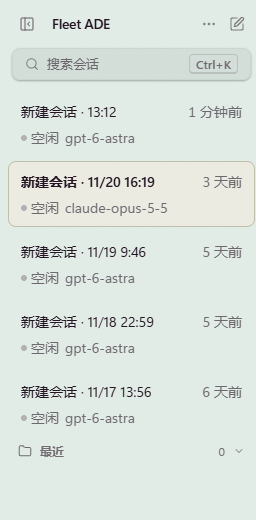 Fleet ADE
搜索会话 Ctrl+K
新建会话 · 13:12 1 分钟前
空闲 gpt-6-astra
新建会话 · 11/20 16:19 3 天前
空闲 claude-opus-5-5
新建会话 · 11/19 9:46 5 天前
空闲 gpt-6-astra
新建会话 · 11/18 22:59 5 天前
空闲 gpt-6-astra
新建会话 · 11/17 13:56 6 天前
空闲 gpt-6-astra
最近 0